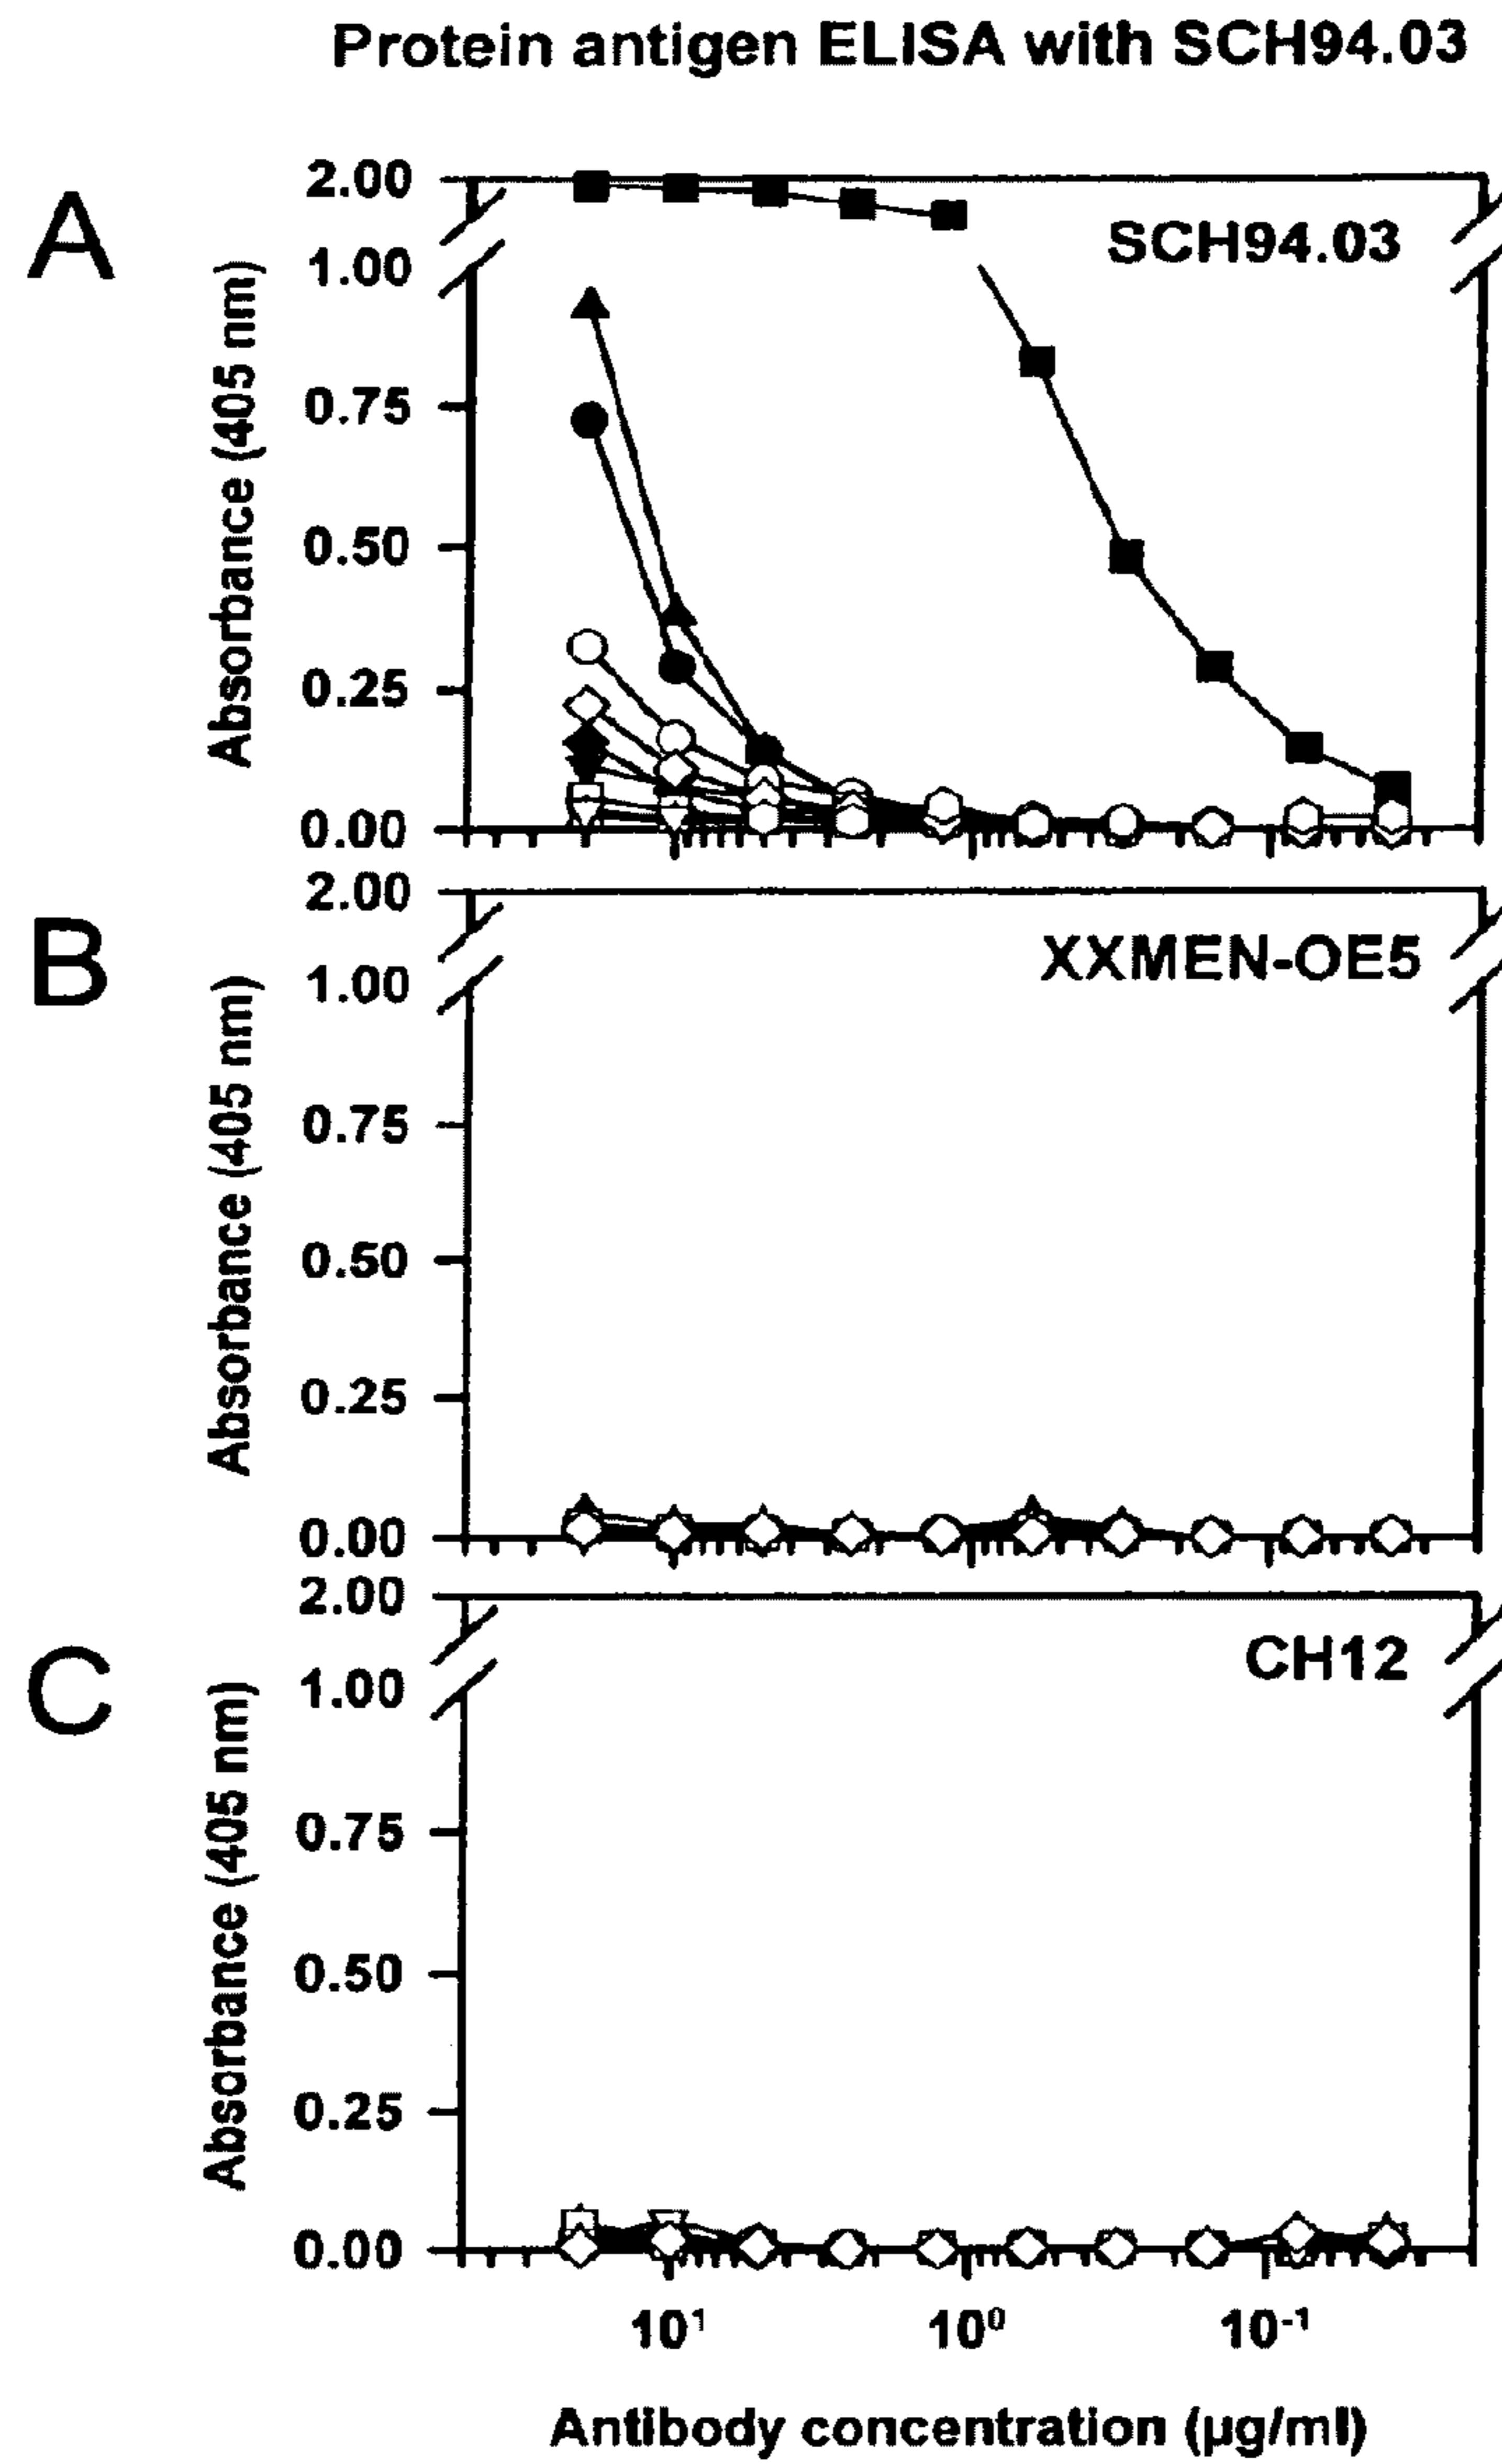 Protein antigen ELISA with SCH94.03
A
2.00
SCH94.03
1.00
Absorbance (405 nm)
0.75
0.50
0.25
0.00
B
2.00
XXMEN-OE5
1.00
Absorbance (405 nm)
0.75
0.50
0.25
0.00
C
2.00
CH12
1.00
Absorbance (405 nm)
0.75
0.50
0.25
0.00
10¹ 10⁰ 10⁻¹
Antibody concentration (µg/ml)